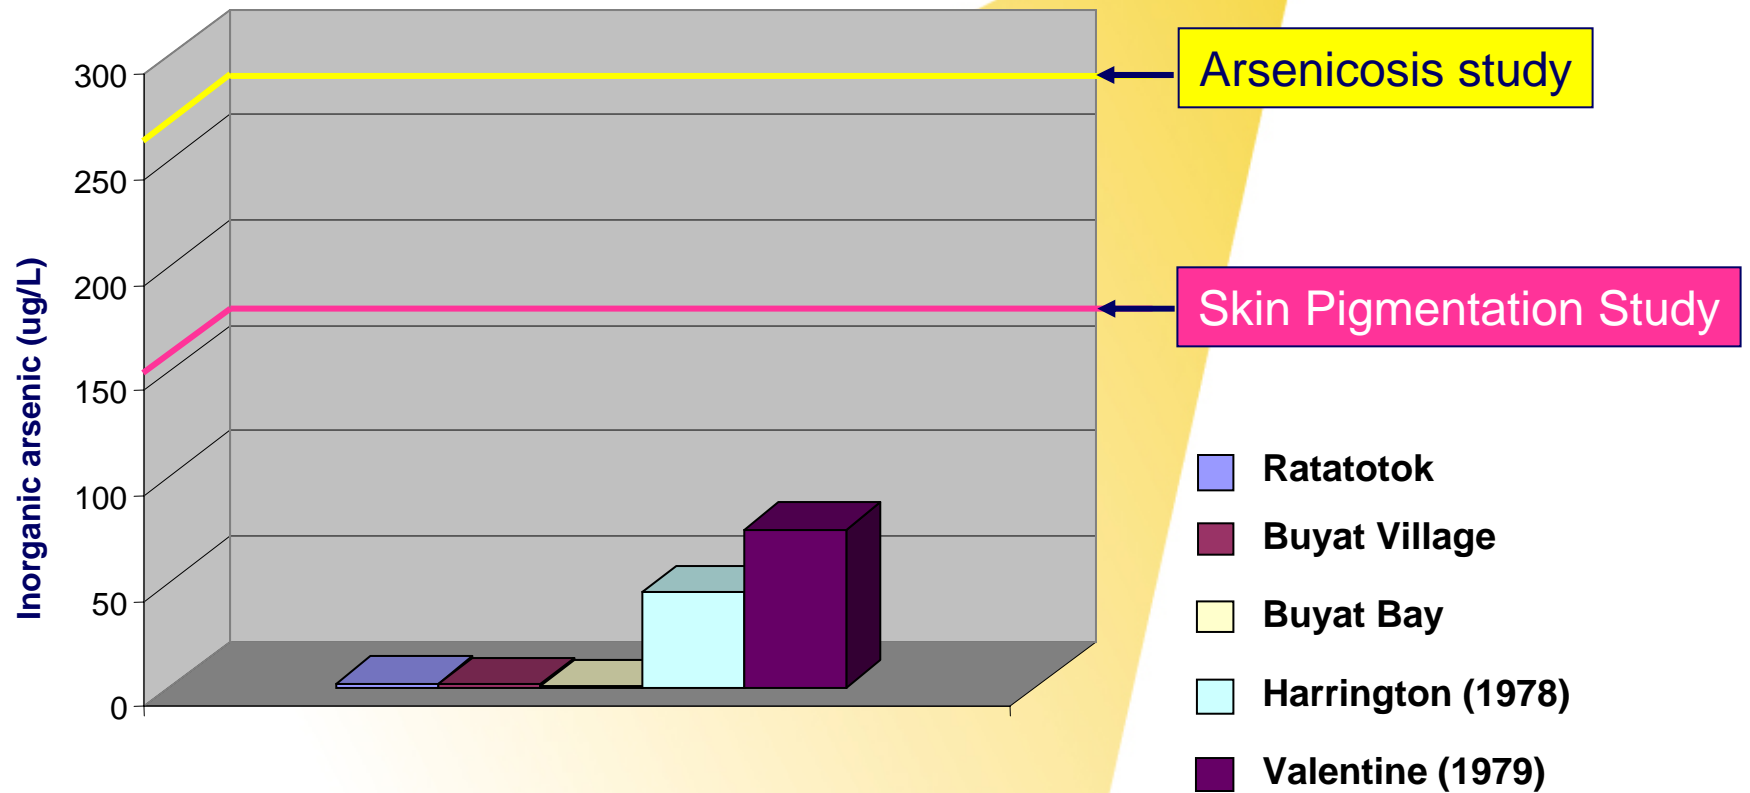 300
250
200
150
100
50
0
Inorganic arsenic (ug/L)
Arsenicosis study
Skin Pigmentation Study
Ratatotok
Buyat Village
Buyat Bay
Harrington (1978)
Valentine (1979)